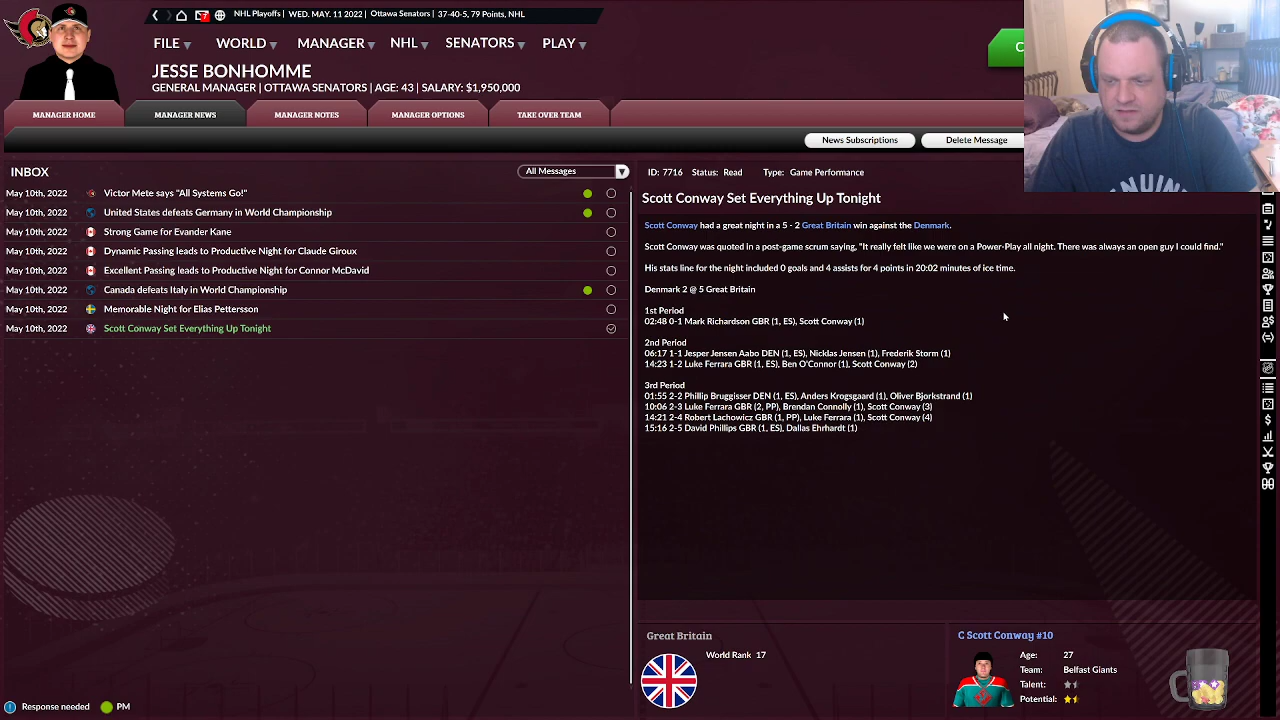 NHL Playoffs | WED. MAY. 11 2022 | Ottawa Senators | 37-40-5, 79 Points, NHL
7
FILE WORLD MANAGER NHL SENATORS PLAY
JESSE BONHOMME
GENERAL MANAGER | OTTAWA SENATORS | AGE: 43 | SALARY: $1,950,000
C
MANAGER HOME MANAGER NEWS MANAGER NOTES MANAGER OPTIONS TAKE OVER TEAM
News Subscriptions Delete Message
INBOX All Messages
May 10th, 2022 Victor Mete says "All Systems Go!"
May 10th, 2022 United States defeats Germany in World Championship
May 10th, 2022 Strong Game for Evander Kane
May 10th, 2022 Dynamic Passing leads to Productive Night for Claude Giroux
May 10th, 2022 Excellent Passing leads to Productive Night for Connor McDavid
May 10th, 2022 Canada defeats Italy in World Championship
May 10th, 2022 Memorable Night for Elias Pettersson
May 10th, 2022 Scott Conway Set Everything Up Tonight
ID: 7716 Status: Read Type: Game Performance
Scott Conway Set Everything Up Tonight
Scott Conway had a great night in a 5 - 2 Great Britain win against the Denmark.
Scott Conway was quoted in a post-game scrum saying, "It really felt like we were on a Power-Play all night. There was always an open guy I could find."
His stats line for the night included 0 goals and 4 assists for 4 points in 20:02 minutes of ice time.
Denmark 2 @ 5 Great Britain
1st Period
02:48 0-1 Mark Richardson GBR (1, ES), Scott Conway (1)
2nd Period
06:17 1-1 Jesper Jensen Aabo DEN (1, ES), Nicklas Jensen (1), Frederik Storm (1)
14:23 1-2 Luke Ferrara GBR (1, ES), Ben O'Connor (1), Scott Conway (2)
3rd Period
01:55 2-2 Phillip Bruggisser DEN (1, ES), Anders Krogsgaard (1), Oliver Bjorkstrand (1)
10:06 2-3 Luke Ferrara GBR (2, PP), Brendan Connolly (1), Scott Conway (3)
14:21 2-4 Robert Lachowicz GBR (1, PP), Luke Ferrara (1), Scott Conway (4)
15:16 2-5 David Phillips GBR (1, ES), Dallas Ehrhardt (1)
Great Britain
World Rank 17
C Scott Conway #10
Age: 27
Team: Belfast Giants
Talent:
Potential:
Response needed PM